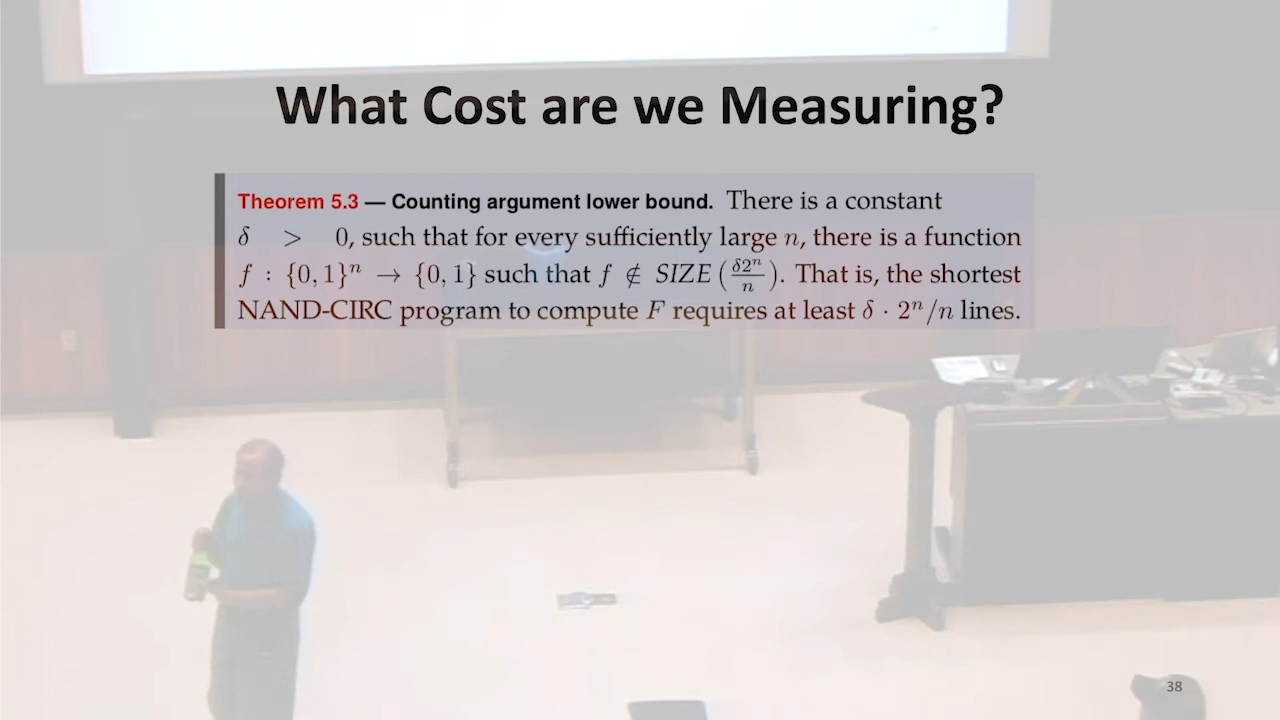 What Cost are we Measuring?
Theorem 5.3 — Counting argument lower bound. There is a constant
δ > 0, such that for every sufficiently large n, there is a function
f : {0, 1}ⁿ → {0, 1} such that f ∉ SIZE (δ2ⁿ/n). That is, the shortest
NAND-CIRC program to compute F requires at least δ · 2ⁿ/n lines.
38